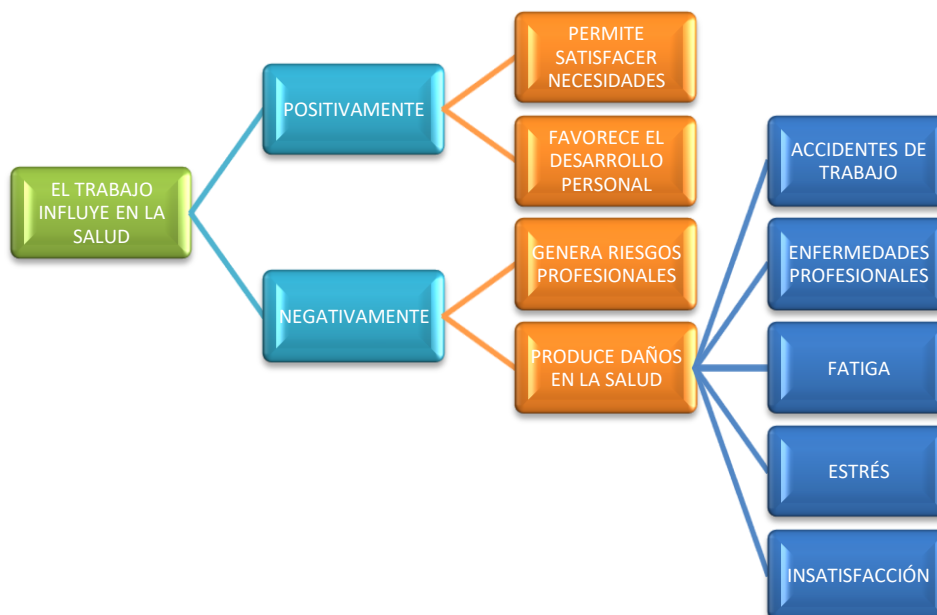 EL TRABAJO
INFLUYE EN LA
SALUD
POSITIVAMENTE
NEGATIVAMENTE
PERMITE
SATISFACER
NECESIDADES
FAVORECE EL
DESARROLLO
PERSONAL
GENERA RIESGOS
PROFESIONALES
PRODUCE DAÑOS
EN LA SALUD
ACCIDENTES DE
TRABAJO
ENFERMEDADES
PROFESIONALES
FATIGA
ESTRÉS
INSATISFACCIÓN